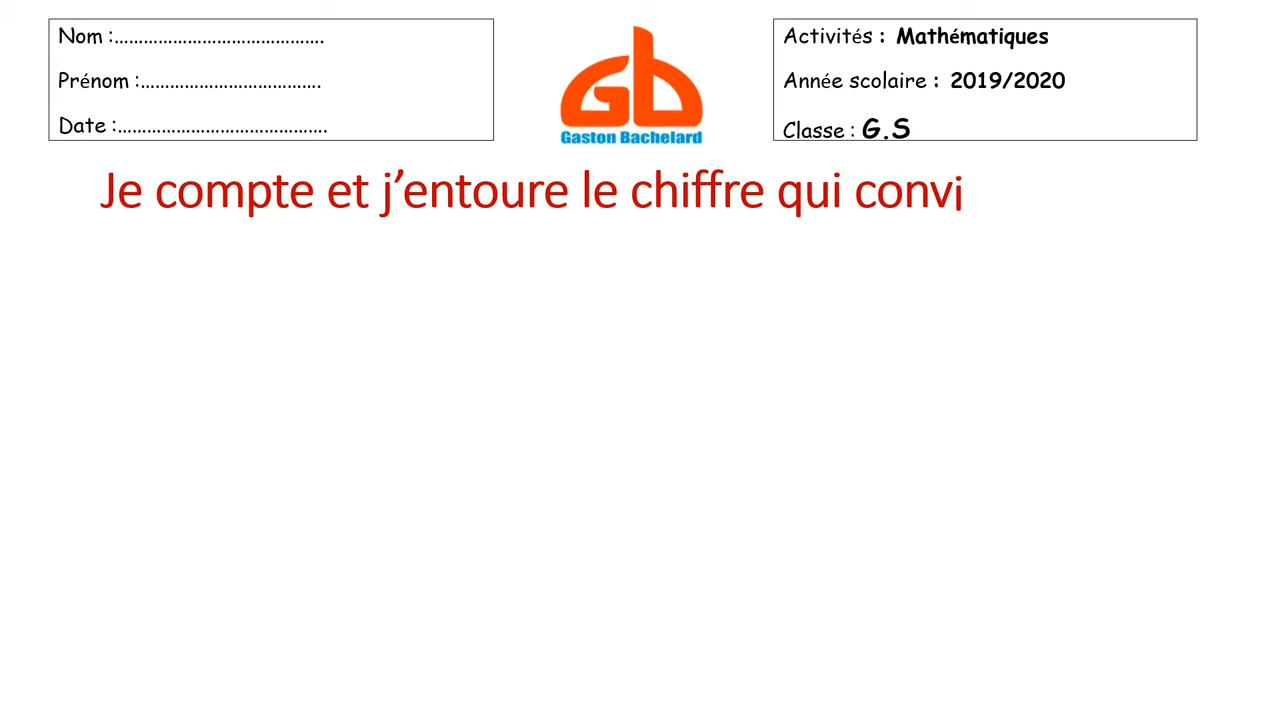 Nom :……………………………………
Prénom :………………………………
Date :……………………………………
Gb
Gaston Bachelard
Activités : Mathématiques
Année scolaire : 2019/2020
Classe : G.S
Je compte et j’entoure le chiffre qui convi